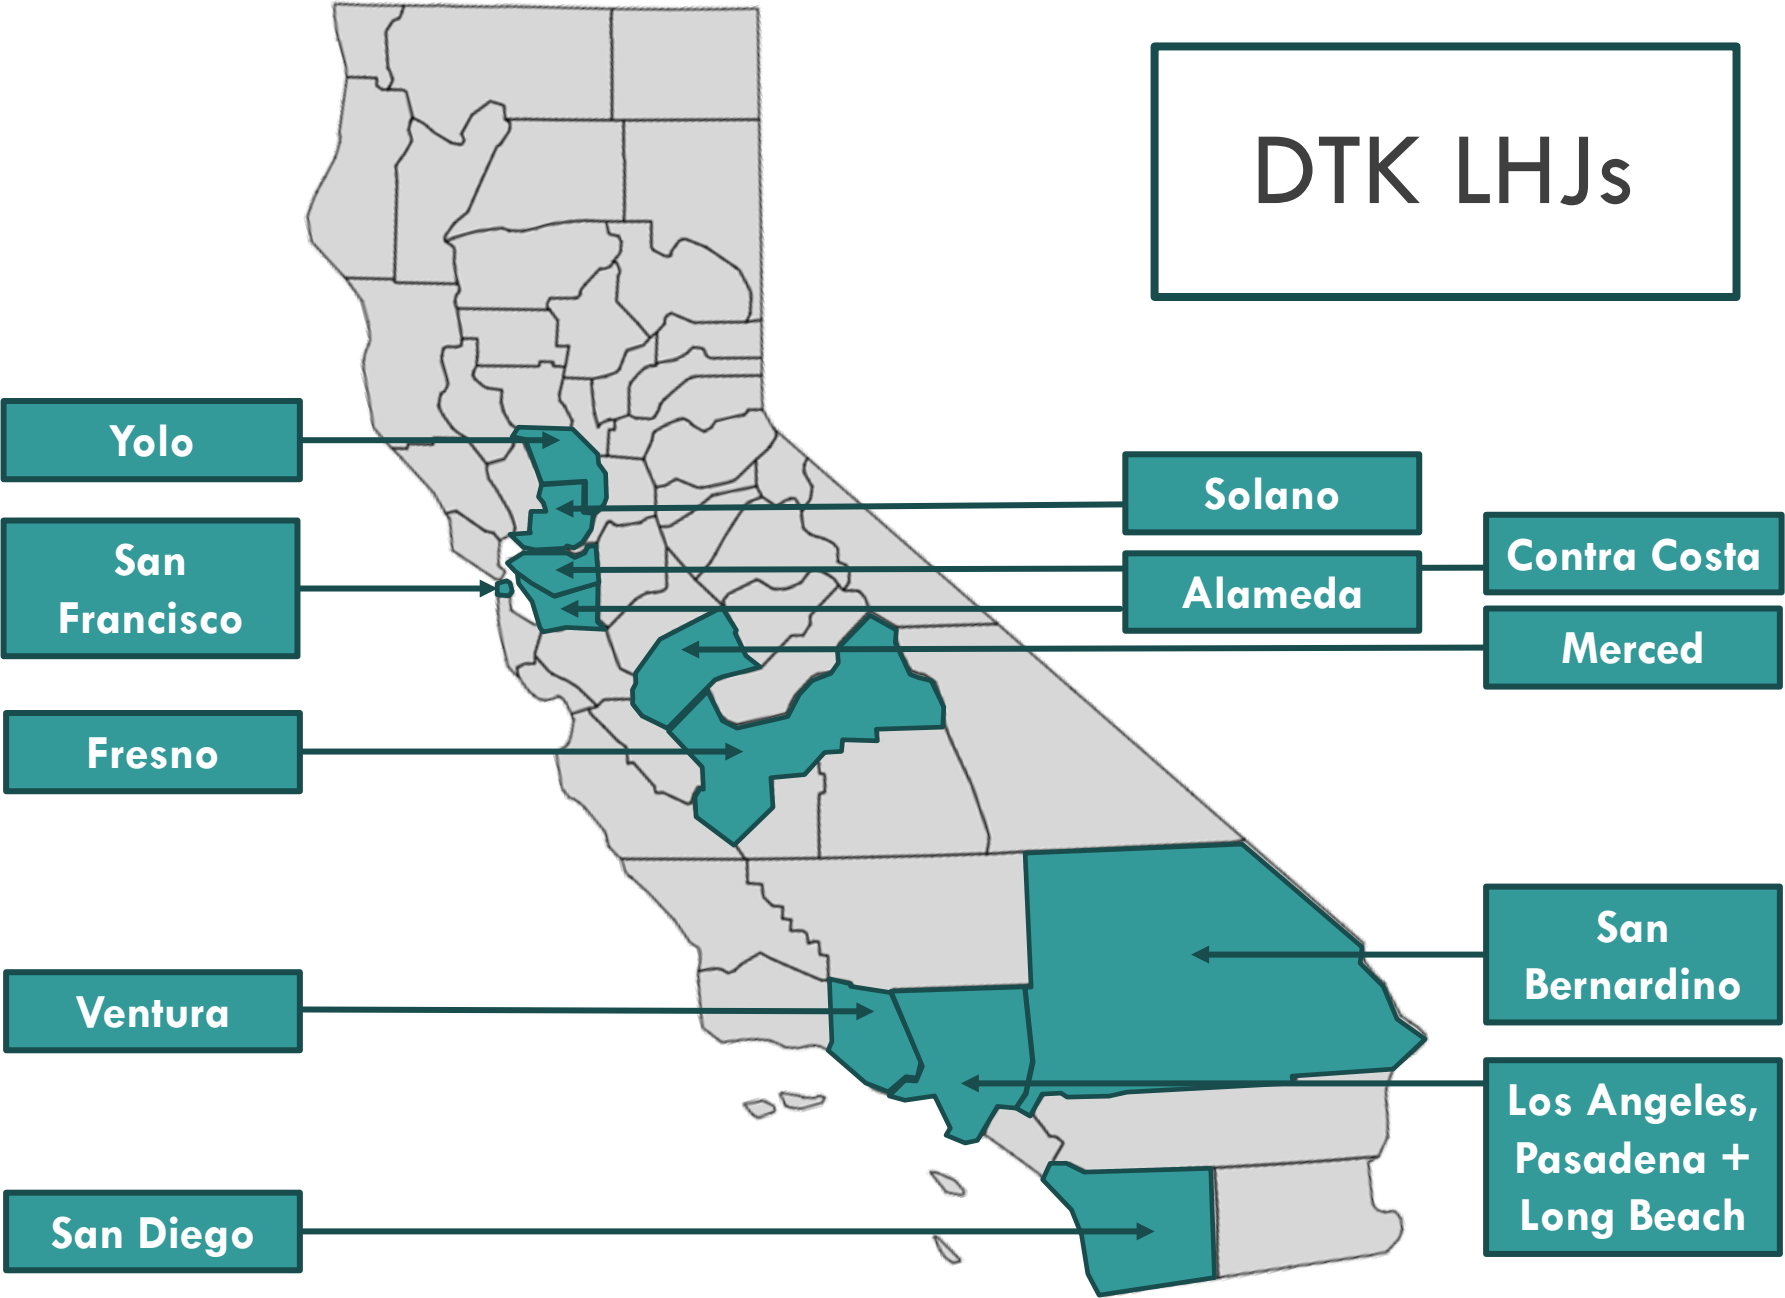 DTK LHJs
Yolo
San
Francisco
Fresno
Ventura
San Diego
Solano
Contra Costa
Alameda
Merced
San
Bernardino
Los Angeles,
Pasadena +
Long Beach